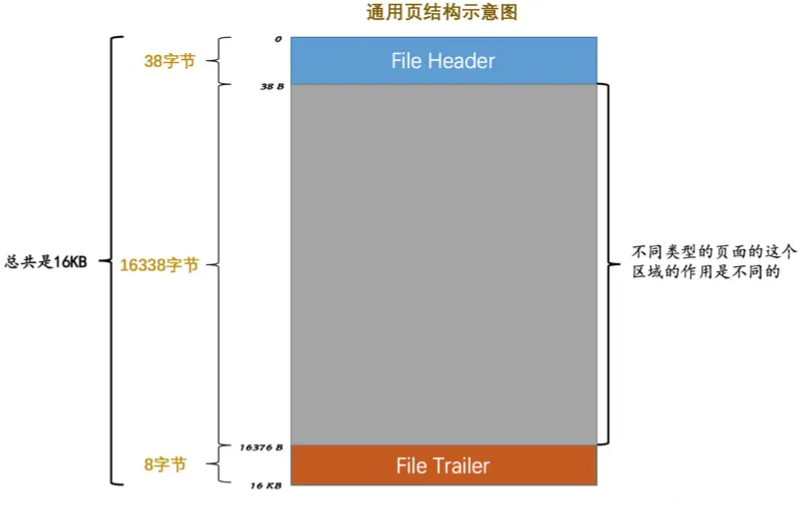 通用页结构示意图
0
38字节
File Header
38 B
总共是16KB
16338字节
不同类型的页面的这个
区域的作用是不同的
16376 B
8字节
File Trailer
16 KB